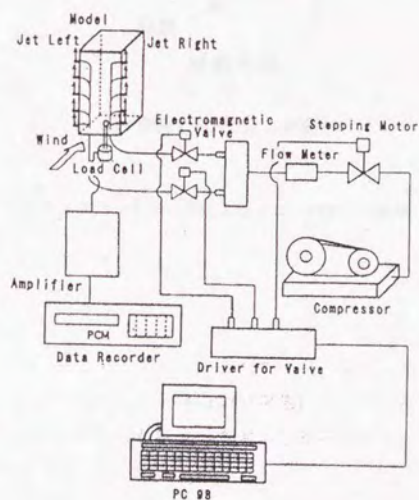 Model
Jet Left
Jet Right
Electromagnetic
Valve
Stepping Motor
Flow Meter
Wind
Load Cell
Amplifier
Compressor
PCM
Data Recorder
Driver for Valve
PC 98